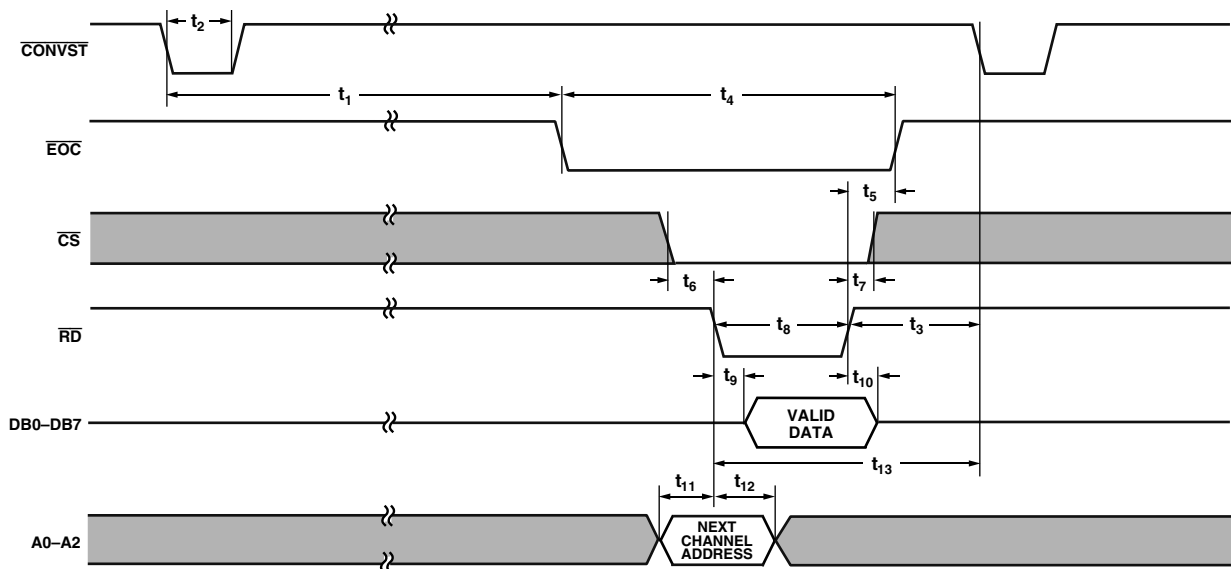 t2
CONVST
t1
t4
EOC
t5
CS
t6
t7
RD
t8
t3
t9
t10
DB0–DB7
VALID
DATA
t13
t11
t12
A0–A2
NEXT
CHANNEL
ADDRESS